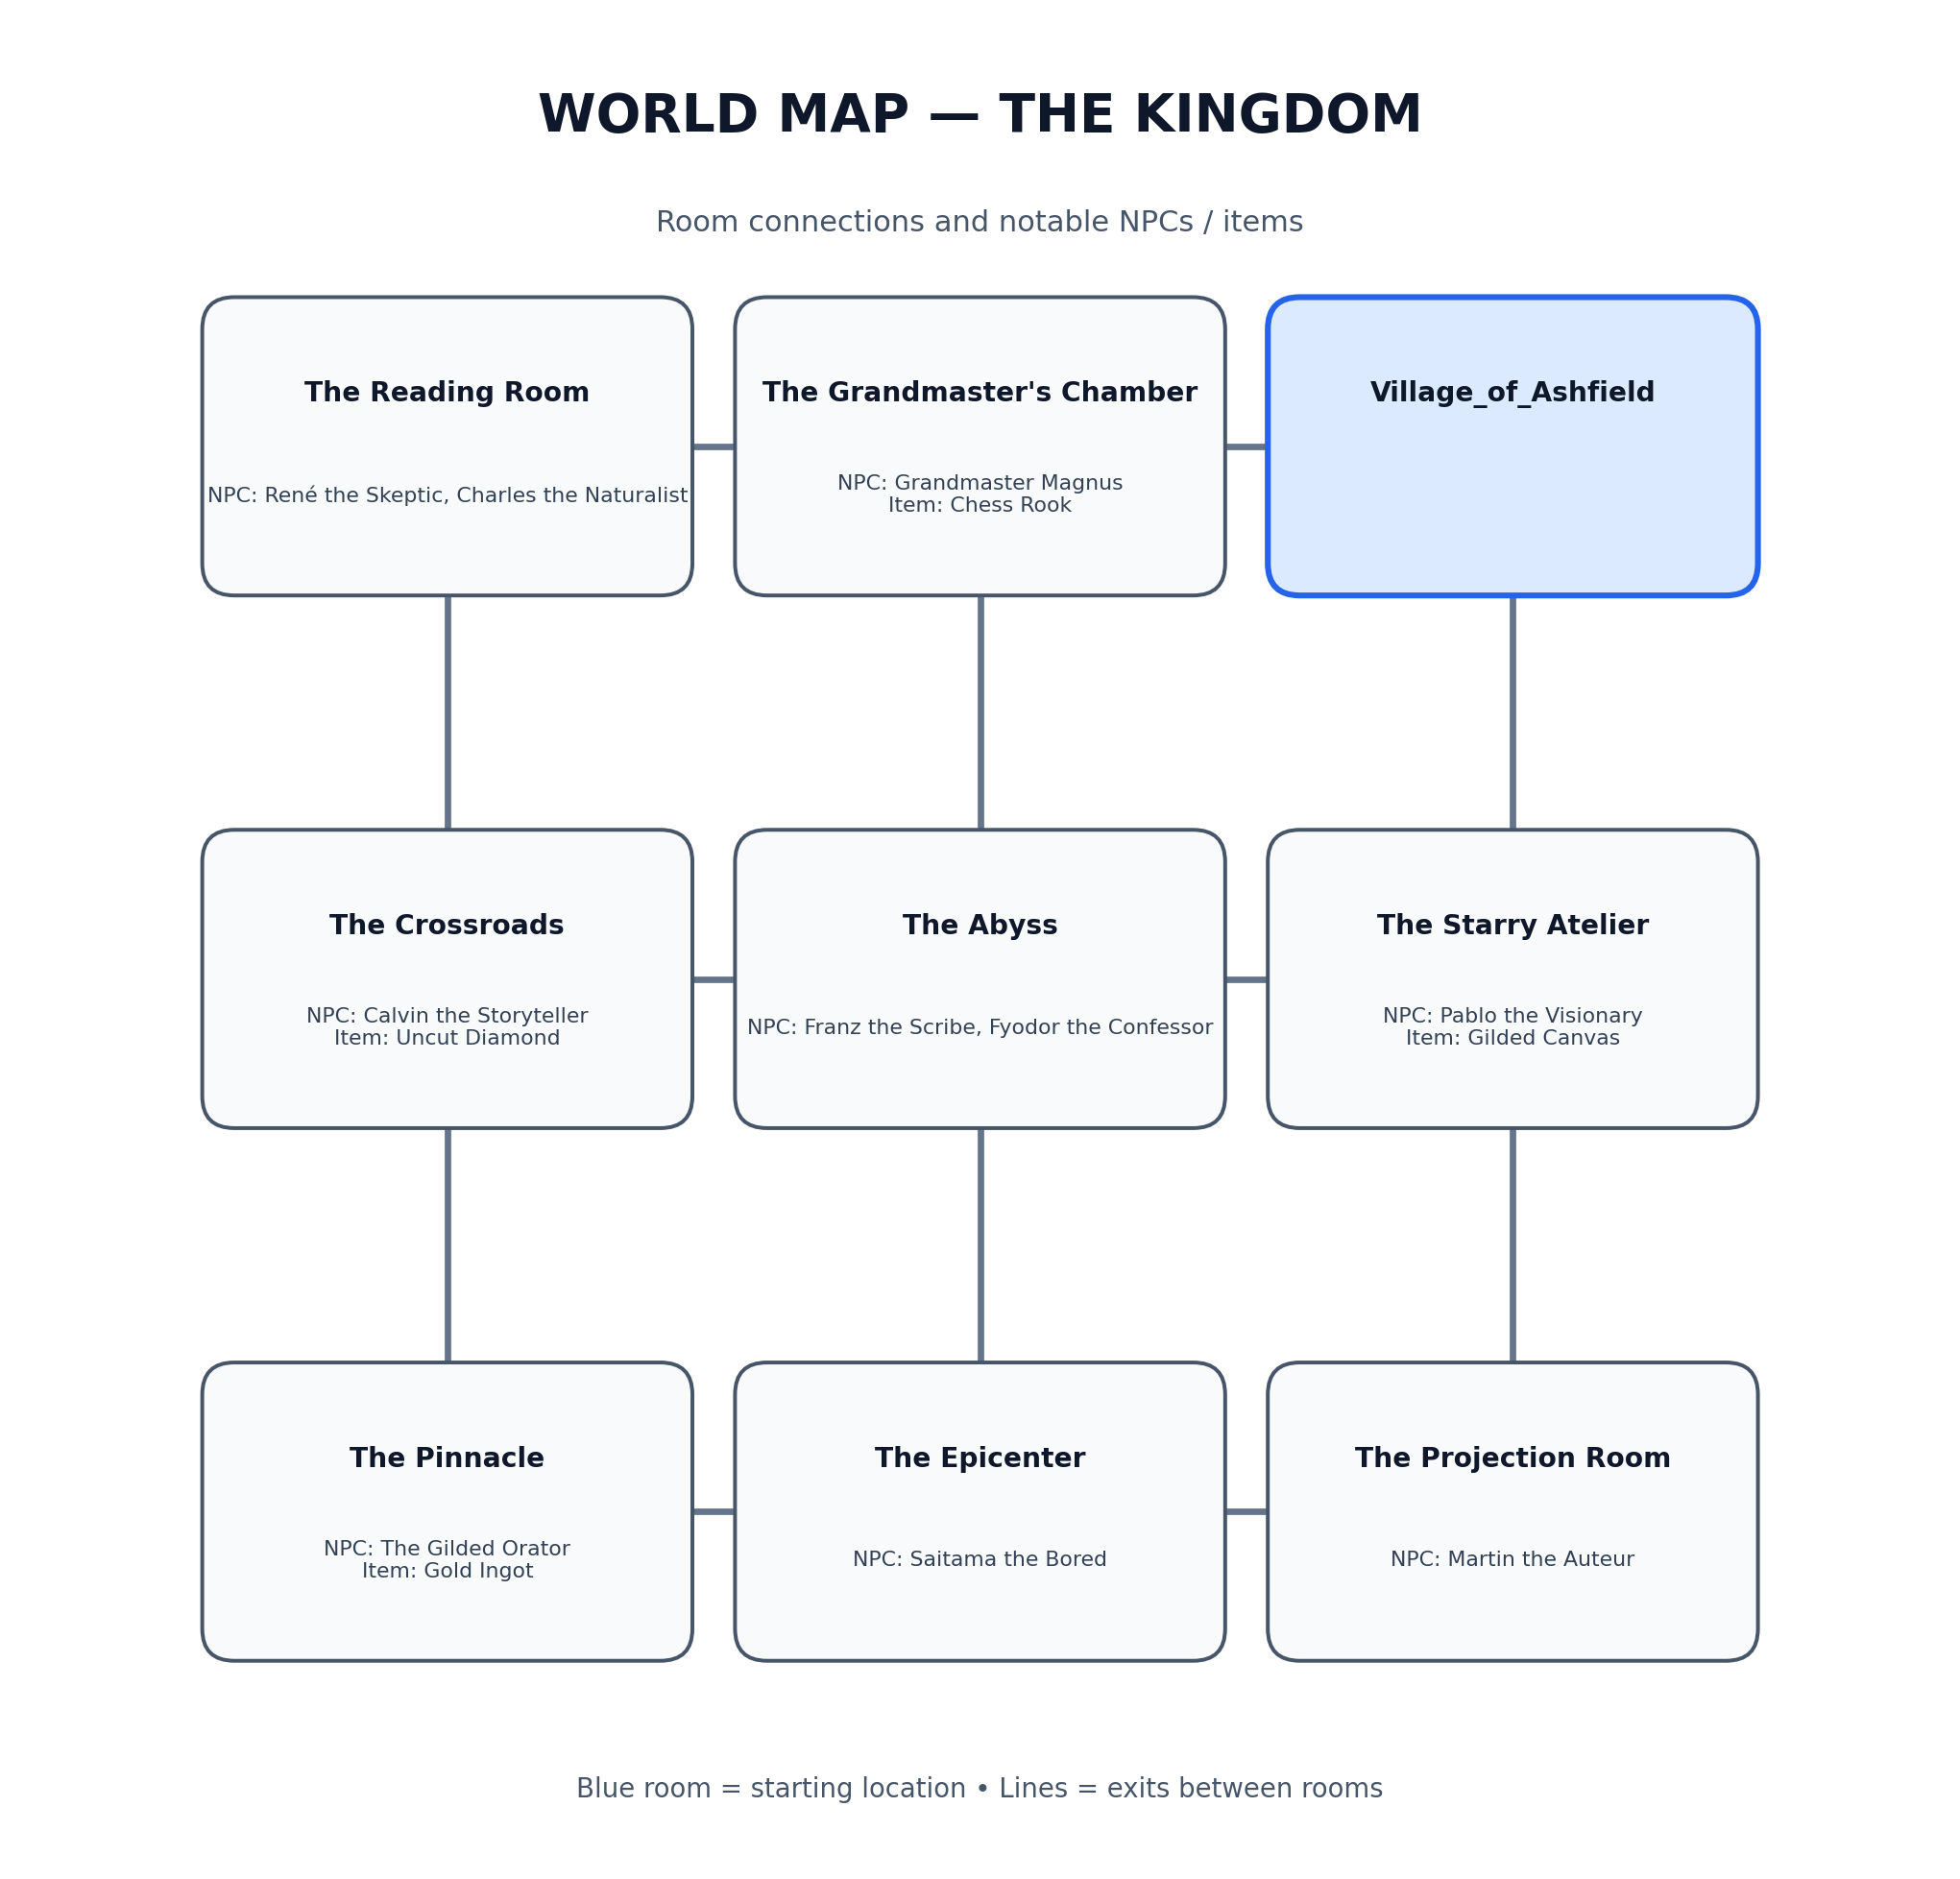 WORLD MAP — THE KINGDOM
Room connections and notable NPCs / items
The Reading Room
NPC: René the Skeptic, Charles the Naturalist
The Grandmaster's Chamber
NPC: Grandmaster Magnus
Item: Chess Rook
Village_of_Ashfield
The Crossroads
NPC: Calvin the Storyteller
Item: Uncut Diamond
The Abyss
NPC: Franz the Scribe, Fyodor the Confessor
The Starry Atelier
NPC: Pablo the Visionary
Item: Gilded Canvas
The Pinnacle
NPC: The Gilded Orator
Item: Gold Ingot
The Epicenter
NPC: Saitama the Bored
The Projection Room
NPC: Martin the Auteur
Blue room = starting location • Lines = exits between rooms